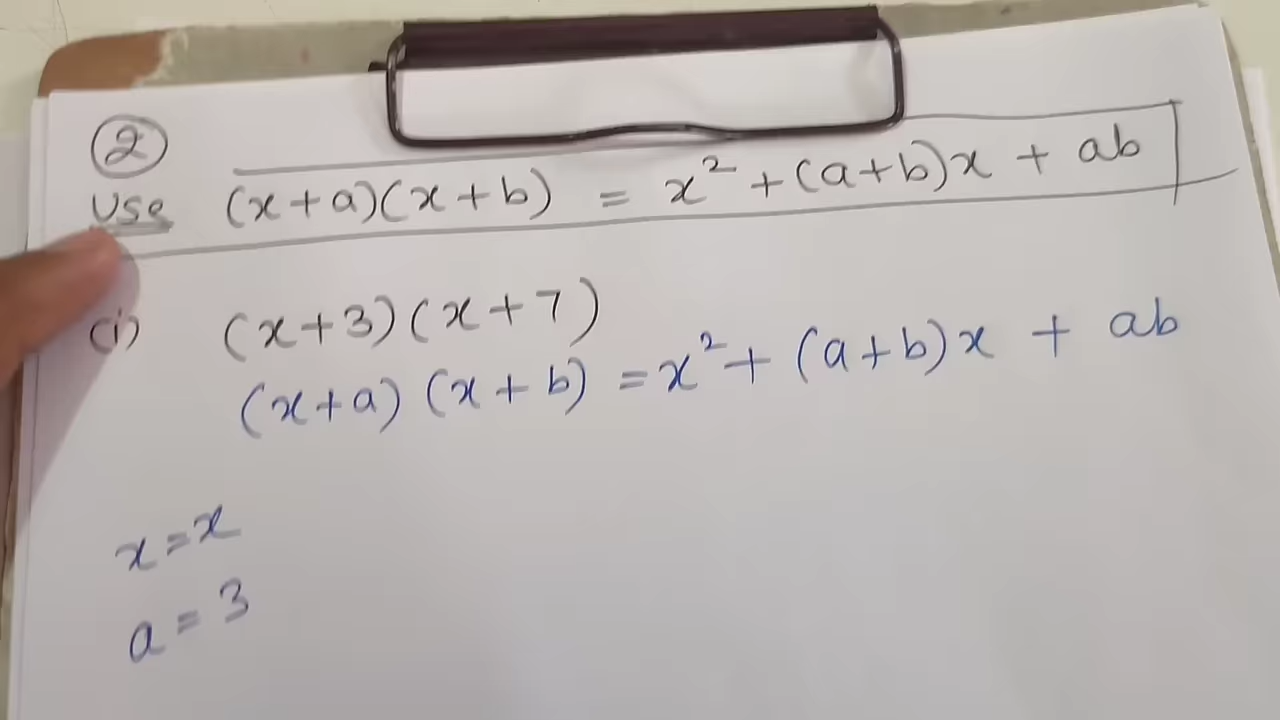 ②
Use (x+a)(x+b) = x² + (a+b)x + ab
(i) (x+3)(x+7)
(x+a) (x+b) = x² + (a+b)x + ab
x = x
a = 3